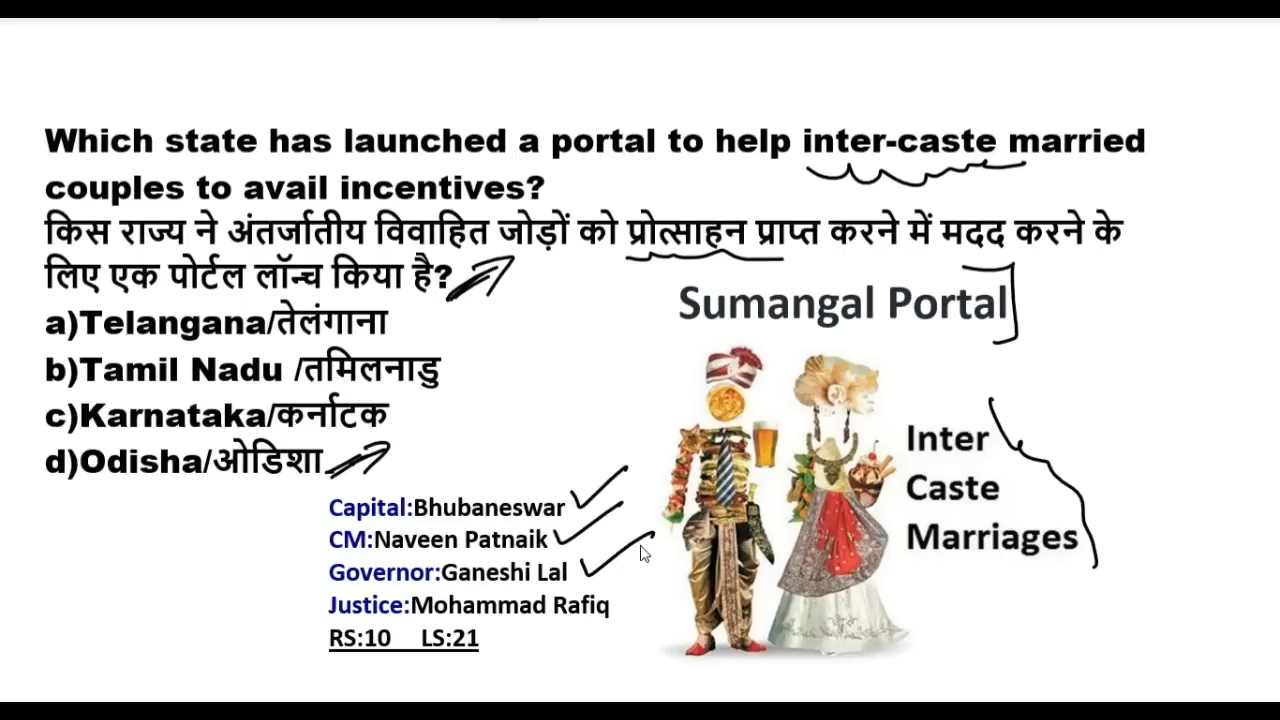 Which state has launched a portal to help inter-caste married
couples to avail incentives?
किस राज्य ने अंतर्जातीय विवाहित जोड़ों को प्रोत्साहन प्राप्त करने में मदद करने के
लिए एक पोर्टल लॉन्च किया है?
a)Telangana/तेलंगाना
b)Tamil Nadu /तमिलनाडु
c)Karnataka/कर्नाटक
d)Odisha/ओडिशा
Sumangal Portal
Inter
Caste
Marriages
Capital:Bhubaneswar
CM:Naveen Patnaik
Governor:Ganeshi Lal
Justice:Mohammad Rafiq
RS:10 LS:21